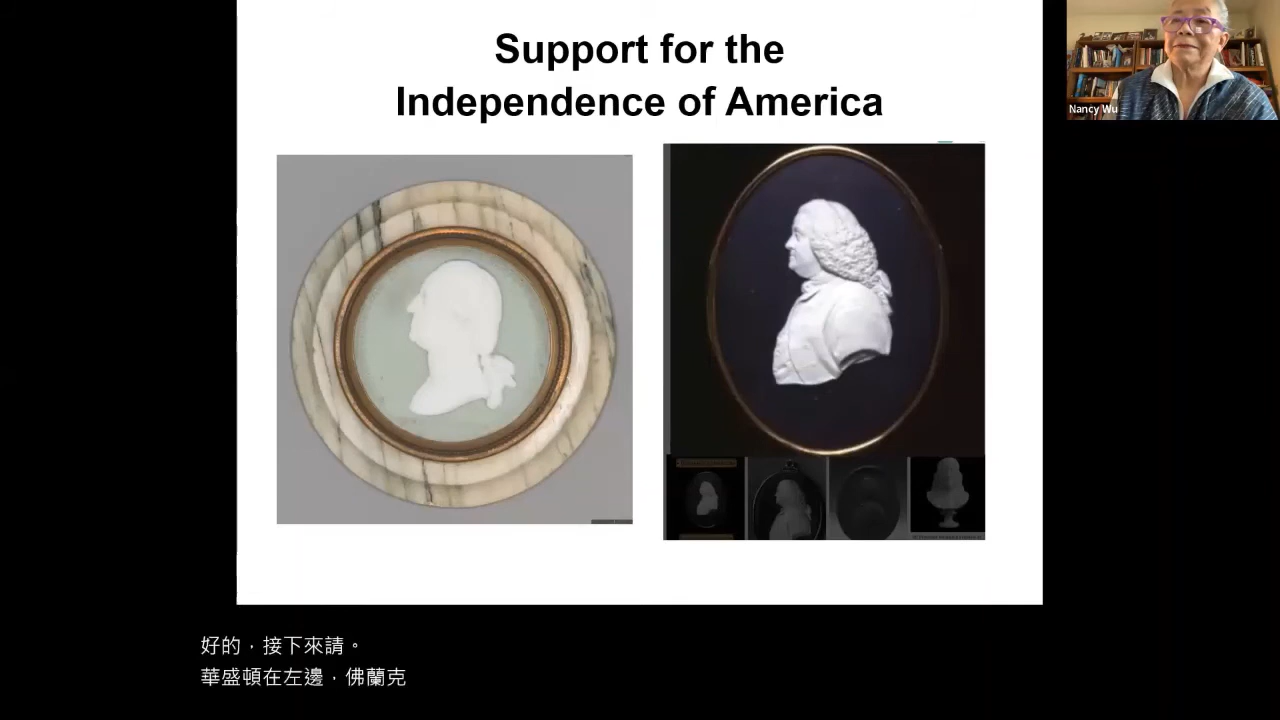 Support for the
Independence of America
Nancy Wu
好的，接下來請。
華盛頓在左邊，佛蘭克